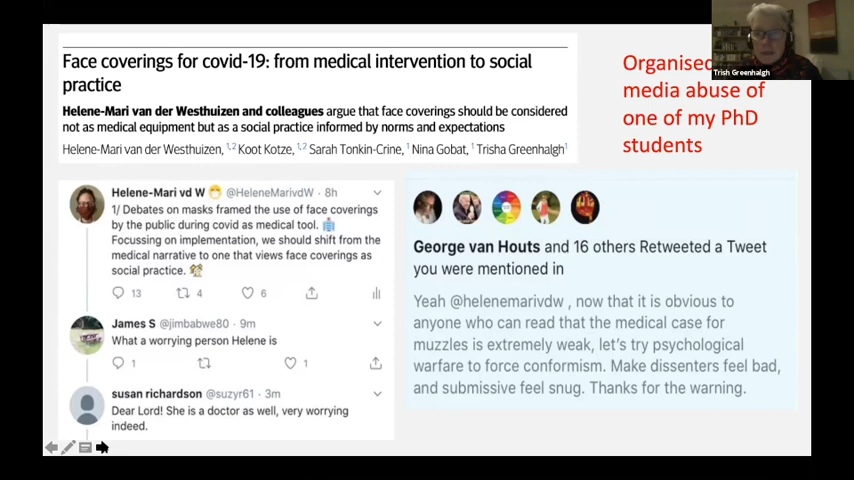 Face coverings for covid-19: from medical intervention to social
practice
Helene-Mari van der Westhuizen and colleagues argue that face coverings should be considered
not as medical equipment but as a social practice informed by norms and expectations
Helene-Mari van der Westhuizen, 1,2 Koot Kotze, 1,2 Sarah Tonkin-Crine, 1 Nina Gobat, 1 Trisha Greenhalgh1
Organised
media abuse of
one of my PhD
students
Trish Greenhalgh
Helene-Mari vd W 😷 @HeleneMarivdW · 8h
1/ Debates on masks framed the use of face coverings
by the public during covid as medical tool.
Focussing on implementation, we should shift from the
medical narrative to one that views face coverings as
social practice.
13 4 6
James S @jimbabwe80 · 9m
What a worrying person Helene is
1 1
susan richardson @suzyr61 · 3m
Dear Lord! She is a doctor as well, very worrying
indeed.
George van Houts and 16 others Retweeted a Tweet
you were mentioned in
Yeah @helenemarivdw , now that it is obvious to
anyone who can read that the medical case for
muzzles is extremely weak, let's try psychological
warfare to force conformism. Make dissenters feel bad,
and submissive feel snug. Thanks for the warning.